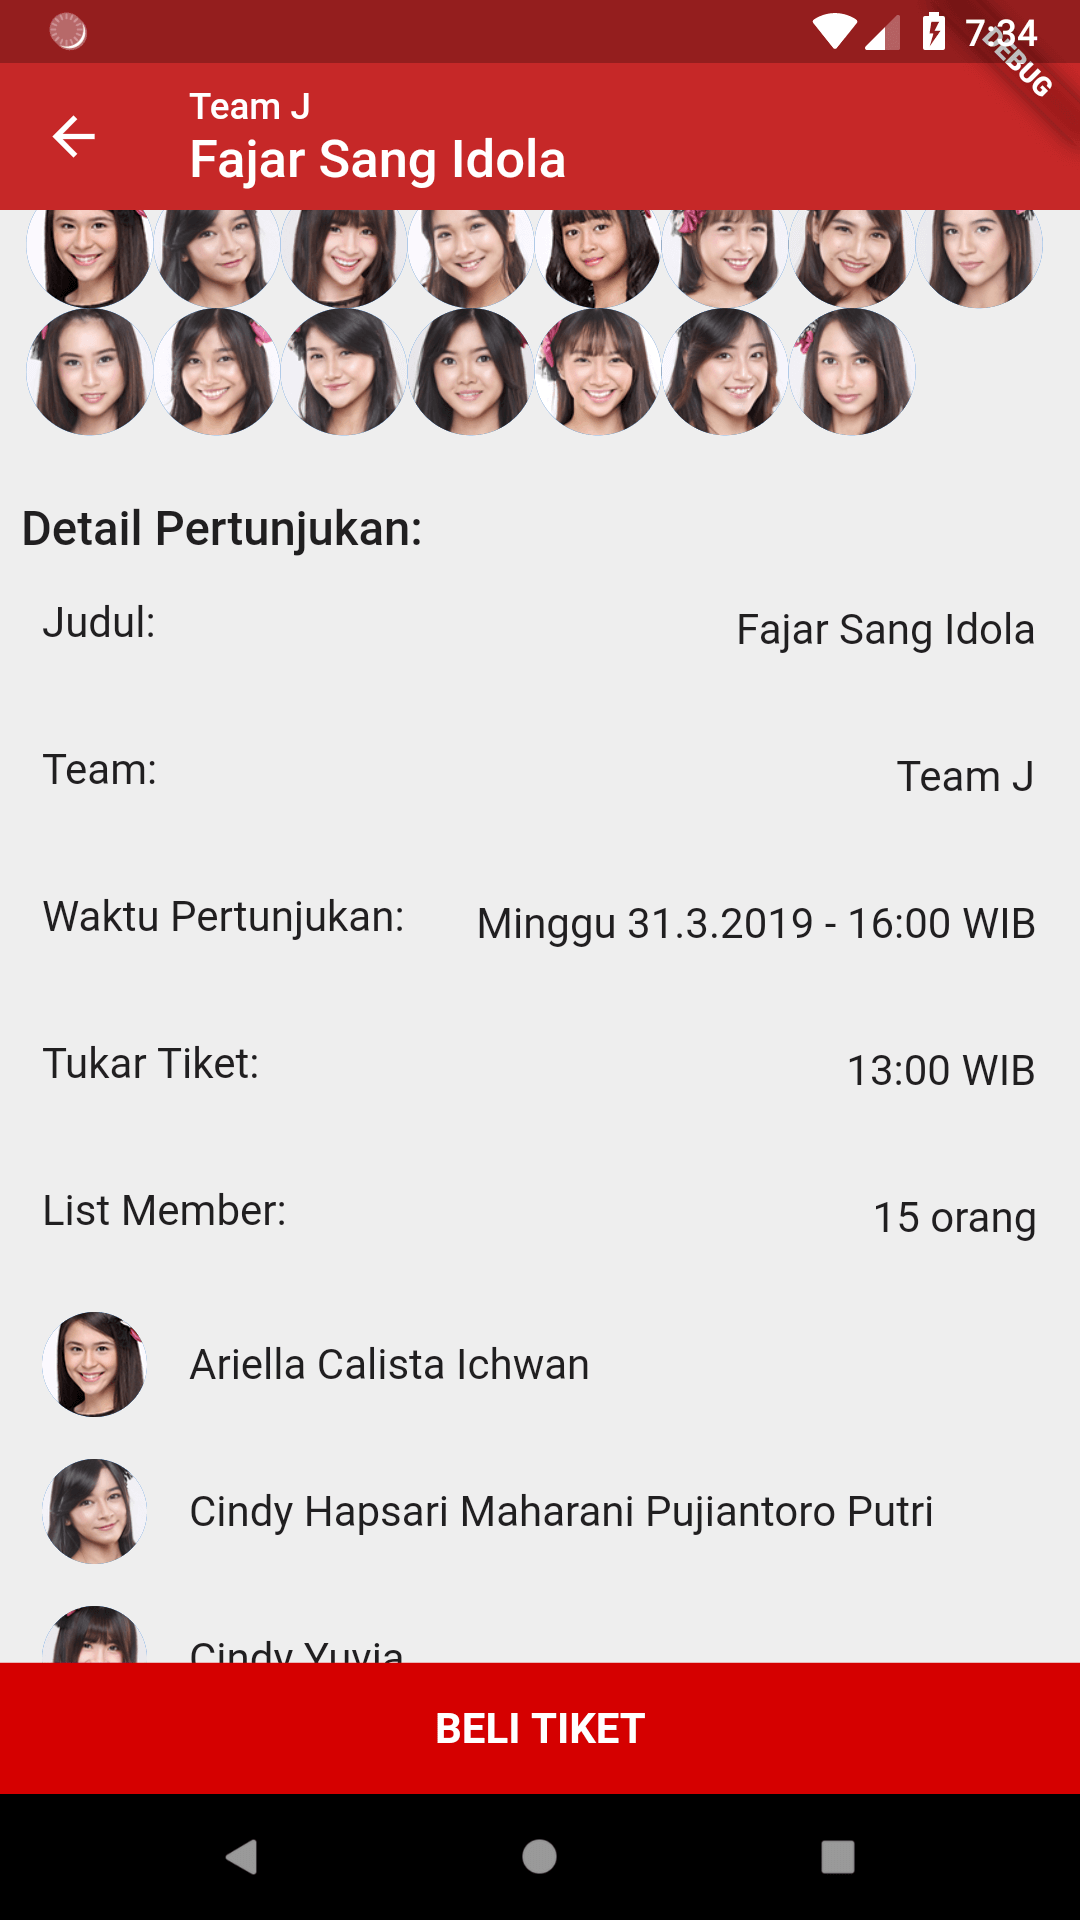 7:34
DEBUG
Team J
Fajar Sang Idola
Detail Pertunjukan:
Judul:
Fajar Sang Idola
Team:
Team J
Waktu Pertunjukan:
Minggu 31.3.2019 - 16:00 WIB
Tukar Tiket:
13:00 WIB
List Member:
15 orang
Ariella Calista Ichwan
Cindy Hapsari Maharani Pujiantoro Putri
Cindy Yuvia
BELI TIKET